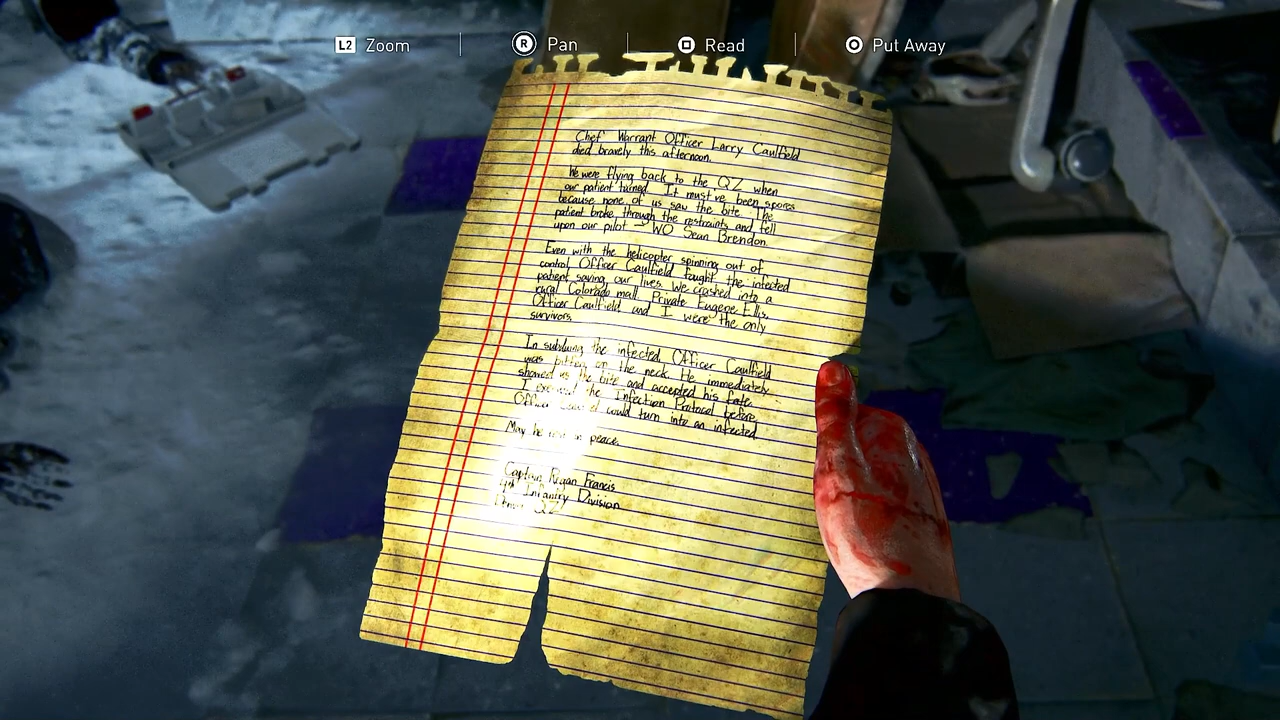 L2 Zoom
R Pan
Read
Put Away
Chief Warrant Officer Larry Caulfield
died bravely this afternoon.
We were flying back to the QZ when
our patient turned. It must've been spores
because none of us saw the bite. The
patient broke through the restraints and fell
upon our pilot - WO Sean Brendon.
Even with the helicopter spinning out of
control, Officer Caulfield fought the infected
patient saving our lives. We crashed into a
rural Colorado mall. Private Eugene Ellis,
Officer Caulfield, and I were the only
survivors.
In subduing the infected, Officer Caulfield
was bitten on the neck. He immediately
showed us the bite and accepted his fate.
I the Infection Protocol before
would turn into an infected.
May he in peace.
Captain Regan Francis
Infantry Division
QZ